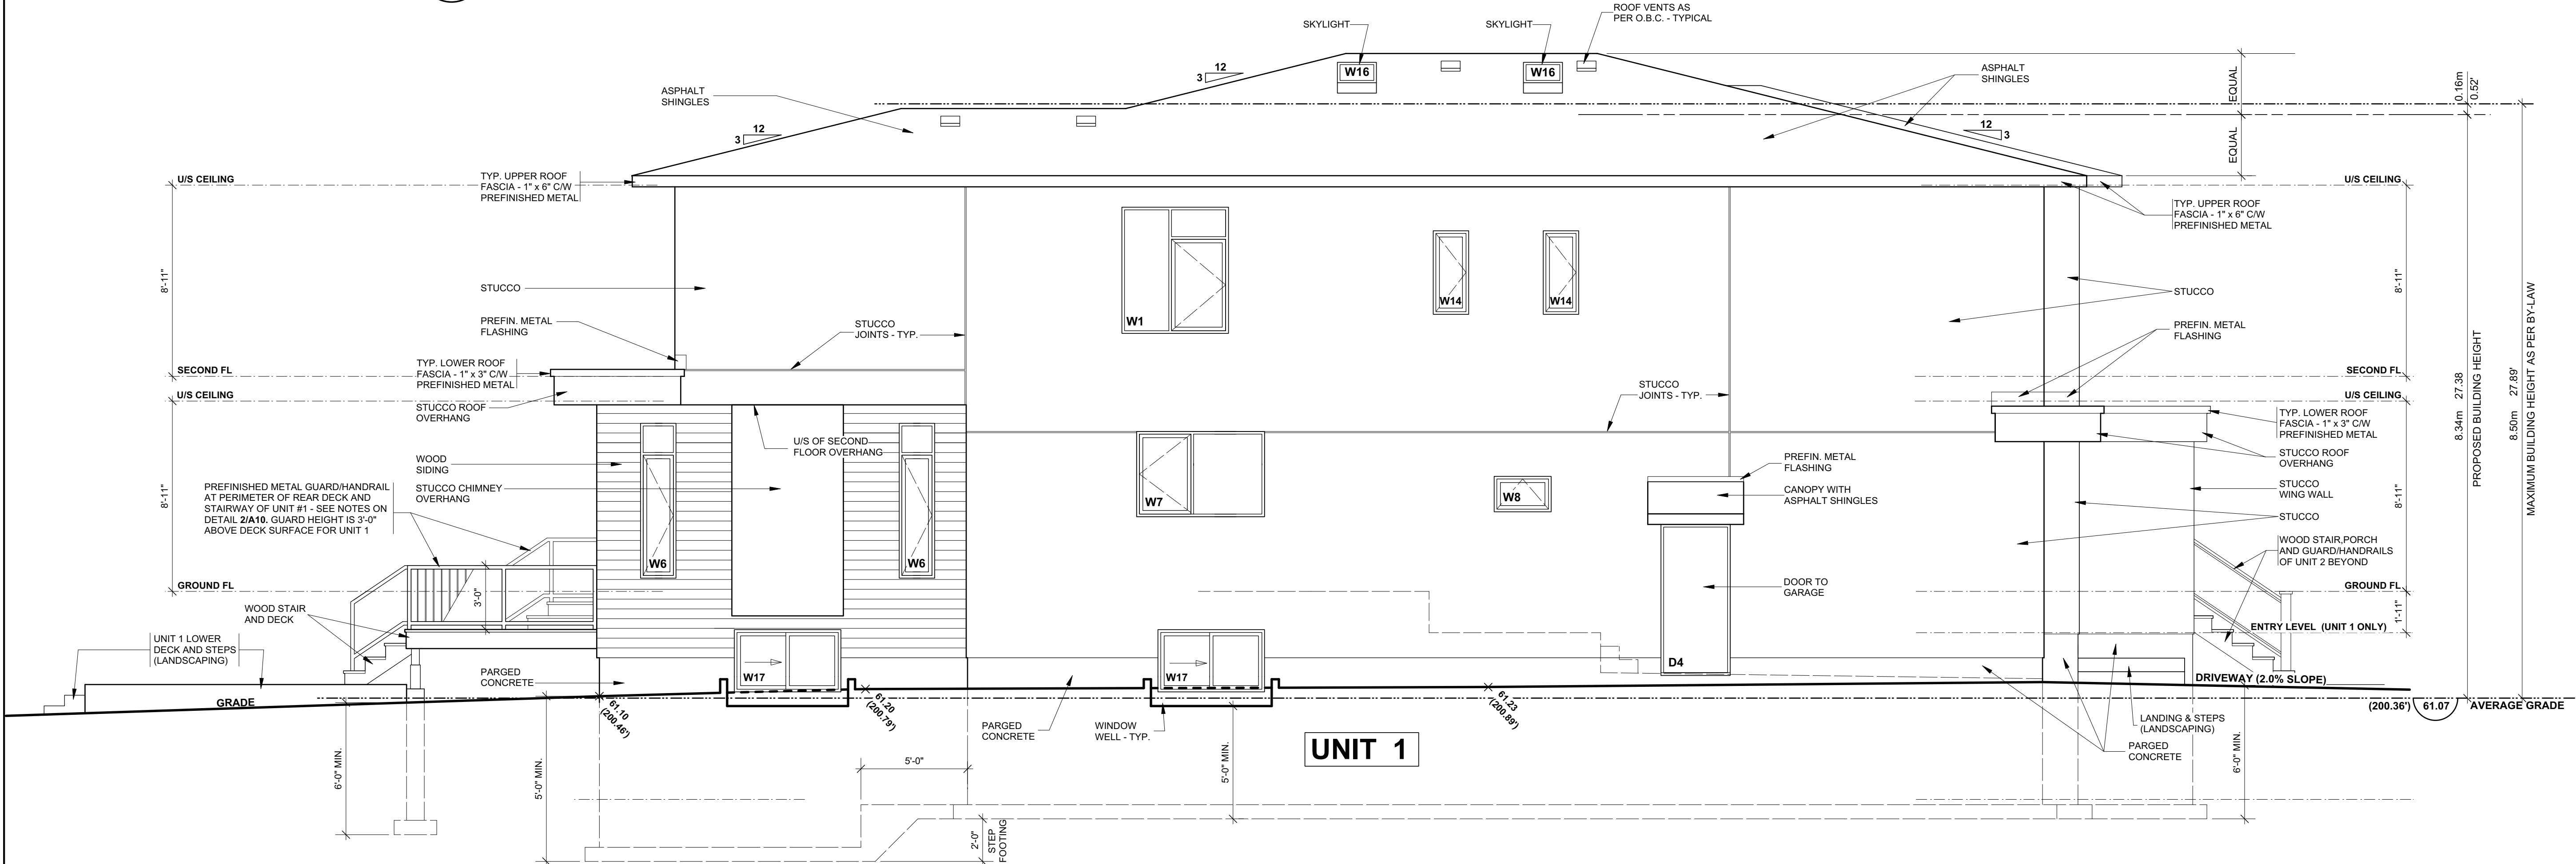 SKYLIGHT
SKYLIGHT
ROOF VENTS AS
PER O.B.C. - TYPICAL
W16
W16
12
3
12
3
12
3
ASPHALT
SHINGLES
ASPHALT
SHINGLES
EQUAL
EQUAL
0.16m
0.52'
U/S CEILING
TYP. UPPER ROOF
FASCIA - 1" x 6" C/W
PREFINISHED METAL
U/S CEILING
TYP. UPPER ROOF
FASCIA - 1" x 6" C/W
PREFINISHED METAL
8'-11"
STUCCO
PREFIN. METAL
FLASHING
STUCCO
JOINTS - TYP.
W1
W14
W14
STUCCO
8'-11"
PREFIN. METAL
FLASHING
SECOND FL
TYP. LOWER ROOF
FASCIA - 1" x 3" C/W
PREFINISHED METAL
SECOND FL
U/S CEILING
STUCCO ROOF
OVERHANG
STUCCO
JOINTS - TYP.
U/S CEILING
TYP. LOWER ROOF
FASCIA - 1" x 3" C/W
PREFINISHED METAL
U/S OF SECOND
FLOOR OVERHANG
WOOD
SIDING
STUCCO CHIMNEY
OVERHANG
STUCCO ROOF
OVERHANG
PREFIN. METAL
FLASHING
CANOPY WITH
ASPHALT SHINGLES
STUCCO
WING WALL
STUCCO
8'-11"
8'-11"
PREFINISHED METAL GUARD/HANDRAIL
AT PERIMETER OF REAR DECK AND
STAIRWAY OF UNIT #1 - SEE NOTES ON
DETAIL 2/A10. GUARD HEIGHT IS 3'-0"
ABOVE DECK SURFACE FOR UNIT 1
W6
W6
W7
W8
WOOD STAIR,PORCH
AND GUARD/HANDRAILS
OF UNIT 2 BEYOND
GROUND FL
3'-0"
DOOR TO
GARAGE
GROUND FL
1'-11"
WOOD STAIR
AND DECK
ENTRY LEVEL (UNIT 1 ONLY)
UNIT 1 LOWER
DECK AND STEPS
(LANDSCAPING)
PARGED
CONCRETE
W17
W17
D4
DRIVEWAY (2.0% SLOPE)
GRADE
61.10
(200.46')
61.20
(200.79')
61.23
(200.89')
(200.36')
61.07
AVERAGE GRADE
PARGED
CONCRETE
WINDOW
WELL - TYP.
LANDING & STEPS
(LANDSCAPING)
PARGED
CONCRETE
UNIT 1
6'-0" MIN.
5'-0" MIN.
5'-0"
5'-0" MIN.
6'-0" MIN.
2'-0"
STEP
FOOTING
8.34m 27.38
PROPOSED BUILDING HEIGHT
8.50m 27.89'
MAXIMUM BUILDING HEIGHT AS PER BY-LAW